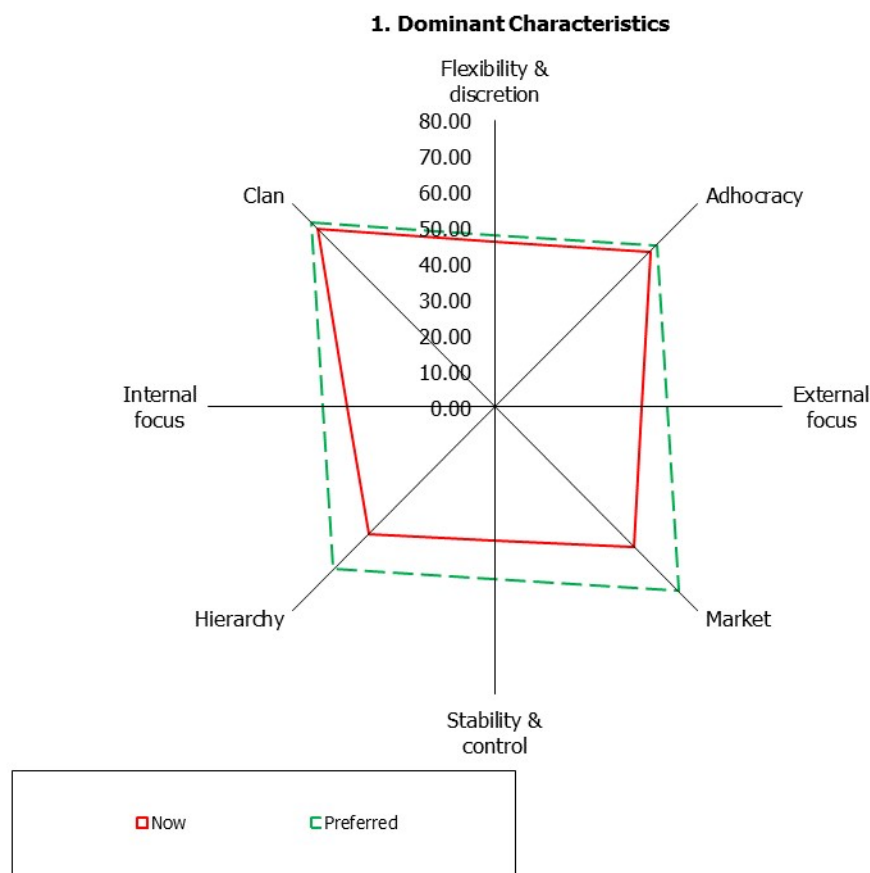 1. Dominant Characteristics
Flexibility &
discretion
80.00
70.00
60.00
50.00
40.00
30.00
20.00
10.00
0.00
Clan
Adhocracy
Internal
focus
External
focus
Hierarchy
Market
Stability &
control
Now
Preferred